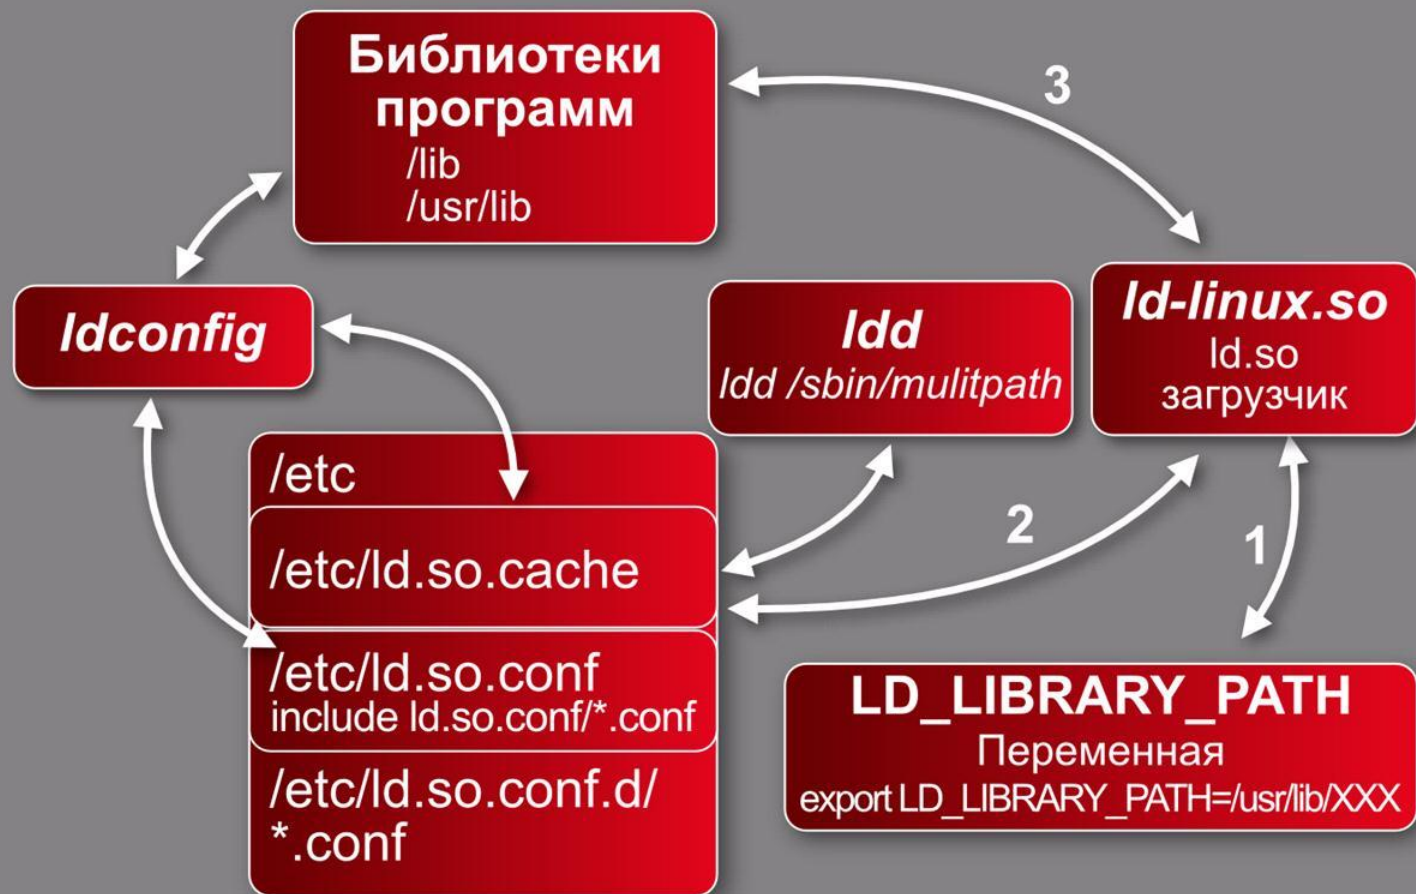 Библиотеки
программ
/lib
/usr/lib
3
ldconfig
ldd
ldd /sbin/mulitpath
ld-linux.so
ld.so
загрузчик
/etc
/etc/ld.so.cache
/etc/ld.so.conf
include ld.so.conf/*.conf
/etc/ld.so.conf.d/
*.conf
2
1
LD_LIBRARY_PATH
Переменная
export LD_LIBRARY_PATH=/usr/lib/XXX